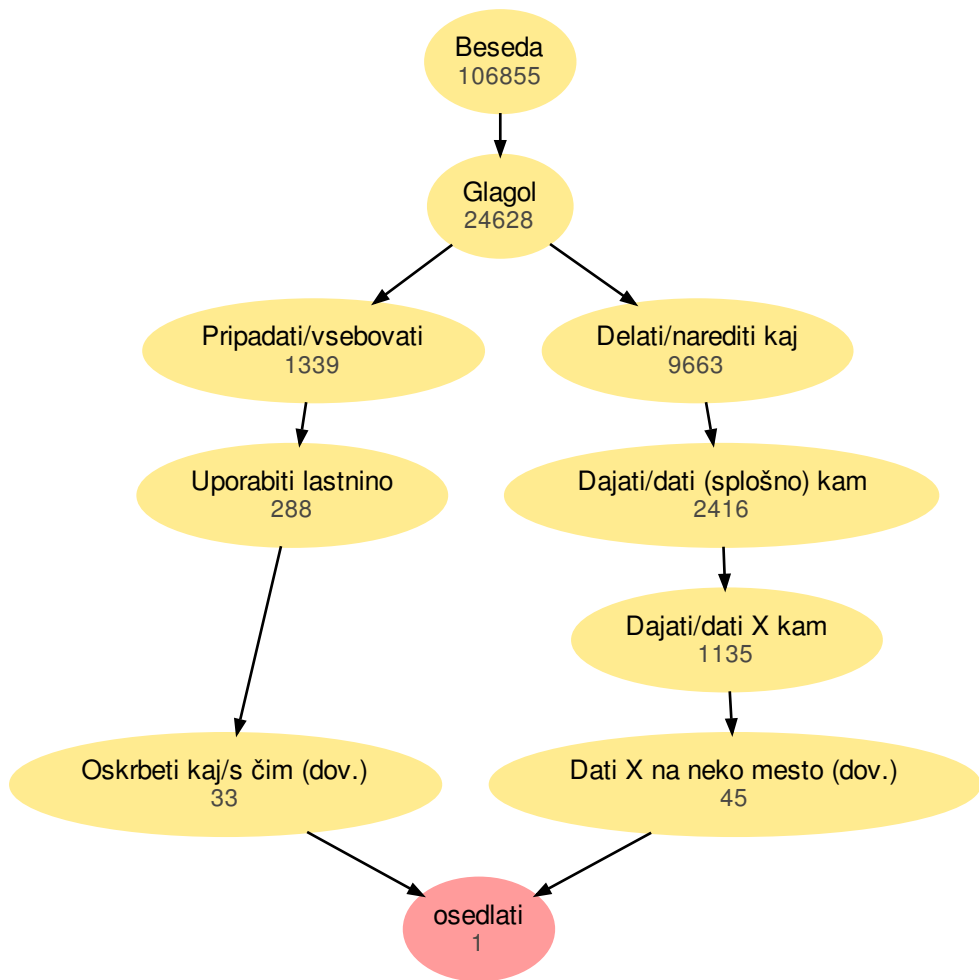 Beseda
106855
Glagol
24628
Pripadati/vsebovati
1339
Delati/narediti kaj
9663
Uporabiti lastnino
288
Dajati/dati (splošno) kam
2416
Dajati/dati X kam
1135
Oskrbeti kaj/s čim (dov.)
33
Dati X na neko mesto (dov.)
45
osedlati
1